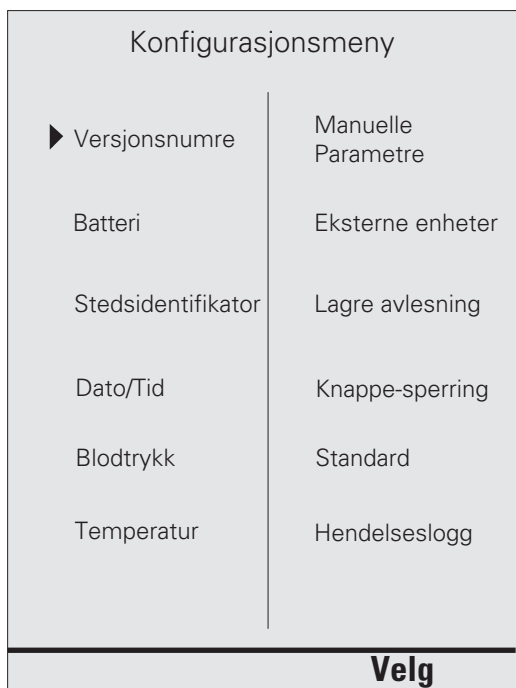 Konfigurasjonsmeny
Versjonsnumre
Batteri
Stedsidentifikator
Dato/Tid
Blodtrykk
Temperatur
Manuelle
Parametre
Eksterne enheter
Lagre avlesning
Knappe-sperring
Standard
Hendelseslogg
Velg